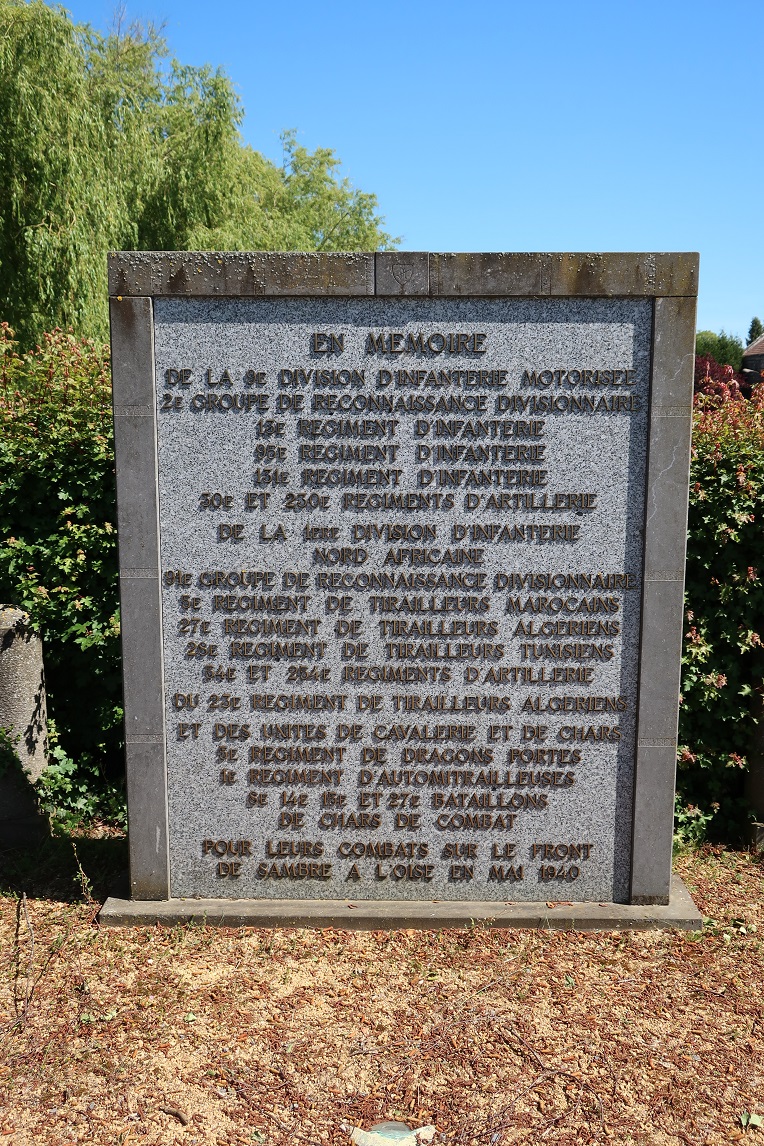 EN MEMOIRE
DE LA 9E DIVISION D'INFANTERIE MOTORISEE
2E GROUPE DE RECONNAISSANCE DIVISIONNAIRE
13E REGIMENT D'INFANTERIE
95E REGIMENT D'INFANTERIE
131E REGIMENT D'INFANTERIE
30E ET 230E REGIMENTS D'ARTILLERIE
DE LA 1ERE DIVISION D'INFANTERIE
NORD AFRICAINE
91E GROUPE DE RECONNAISSANCE DIVISIONNAIRE
5E REGIMENT DE TIRAILLEURS MAROCAINS
27E REGIMENT DE TIRAILLEURS ALGERIENS
28E REGIMENT DE TIRAILLEURS TUNISIENS
54E ET 254E REGIMENTS D'ARTILLERIE
DU 23E REGIMENT DE TIRAILLEURS ALGERIENS
ET DES UNITES DE CAVALERIE ET DE CHARS
3E REGIMENT DE DRAGONS PORTES
1E REGIMENT D'AUTOMITRAILLEUSES
8E 14E 15E ET 27E BATAILLONS
DE CHARS DE COMBAT
POUR LEURS COMBATS SUR LE FRONT
DE SAMBRE A L'OISE EN MAI 1940